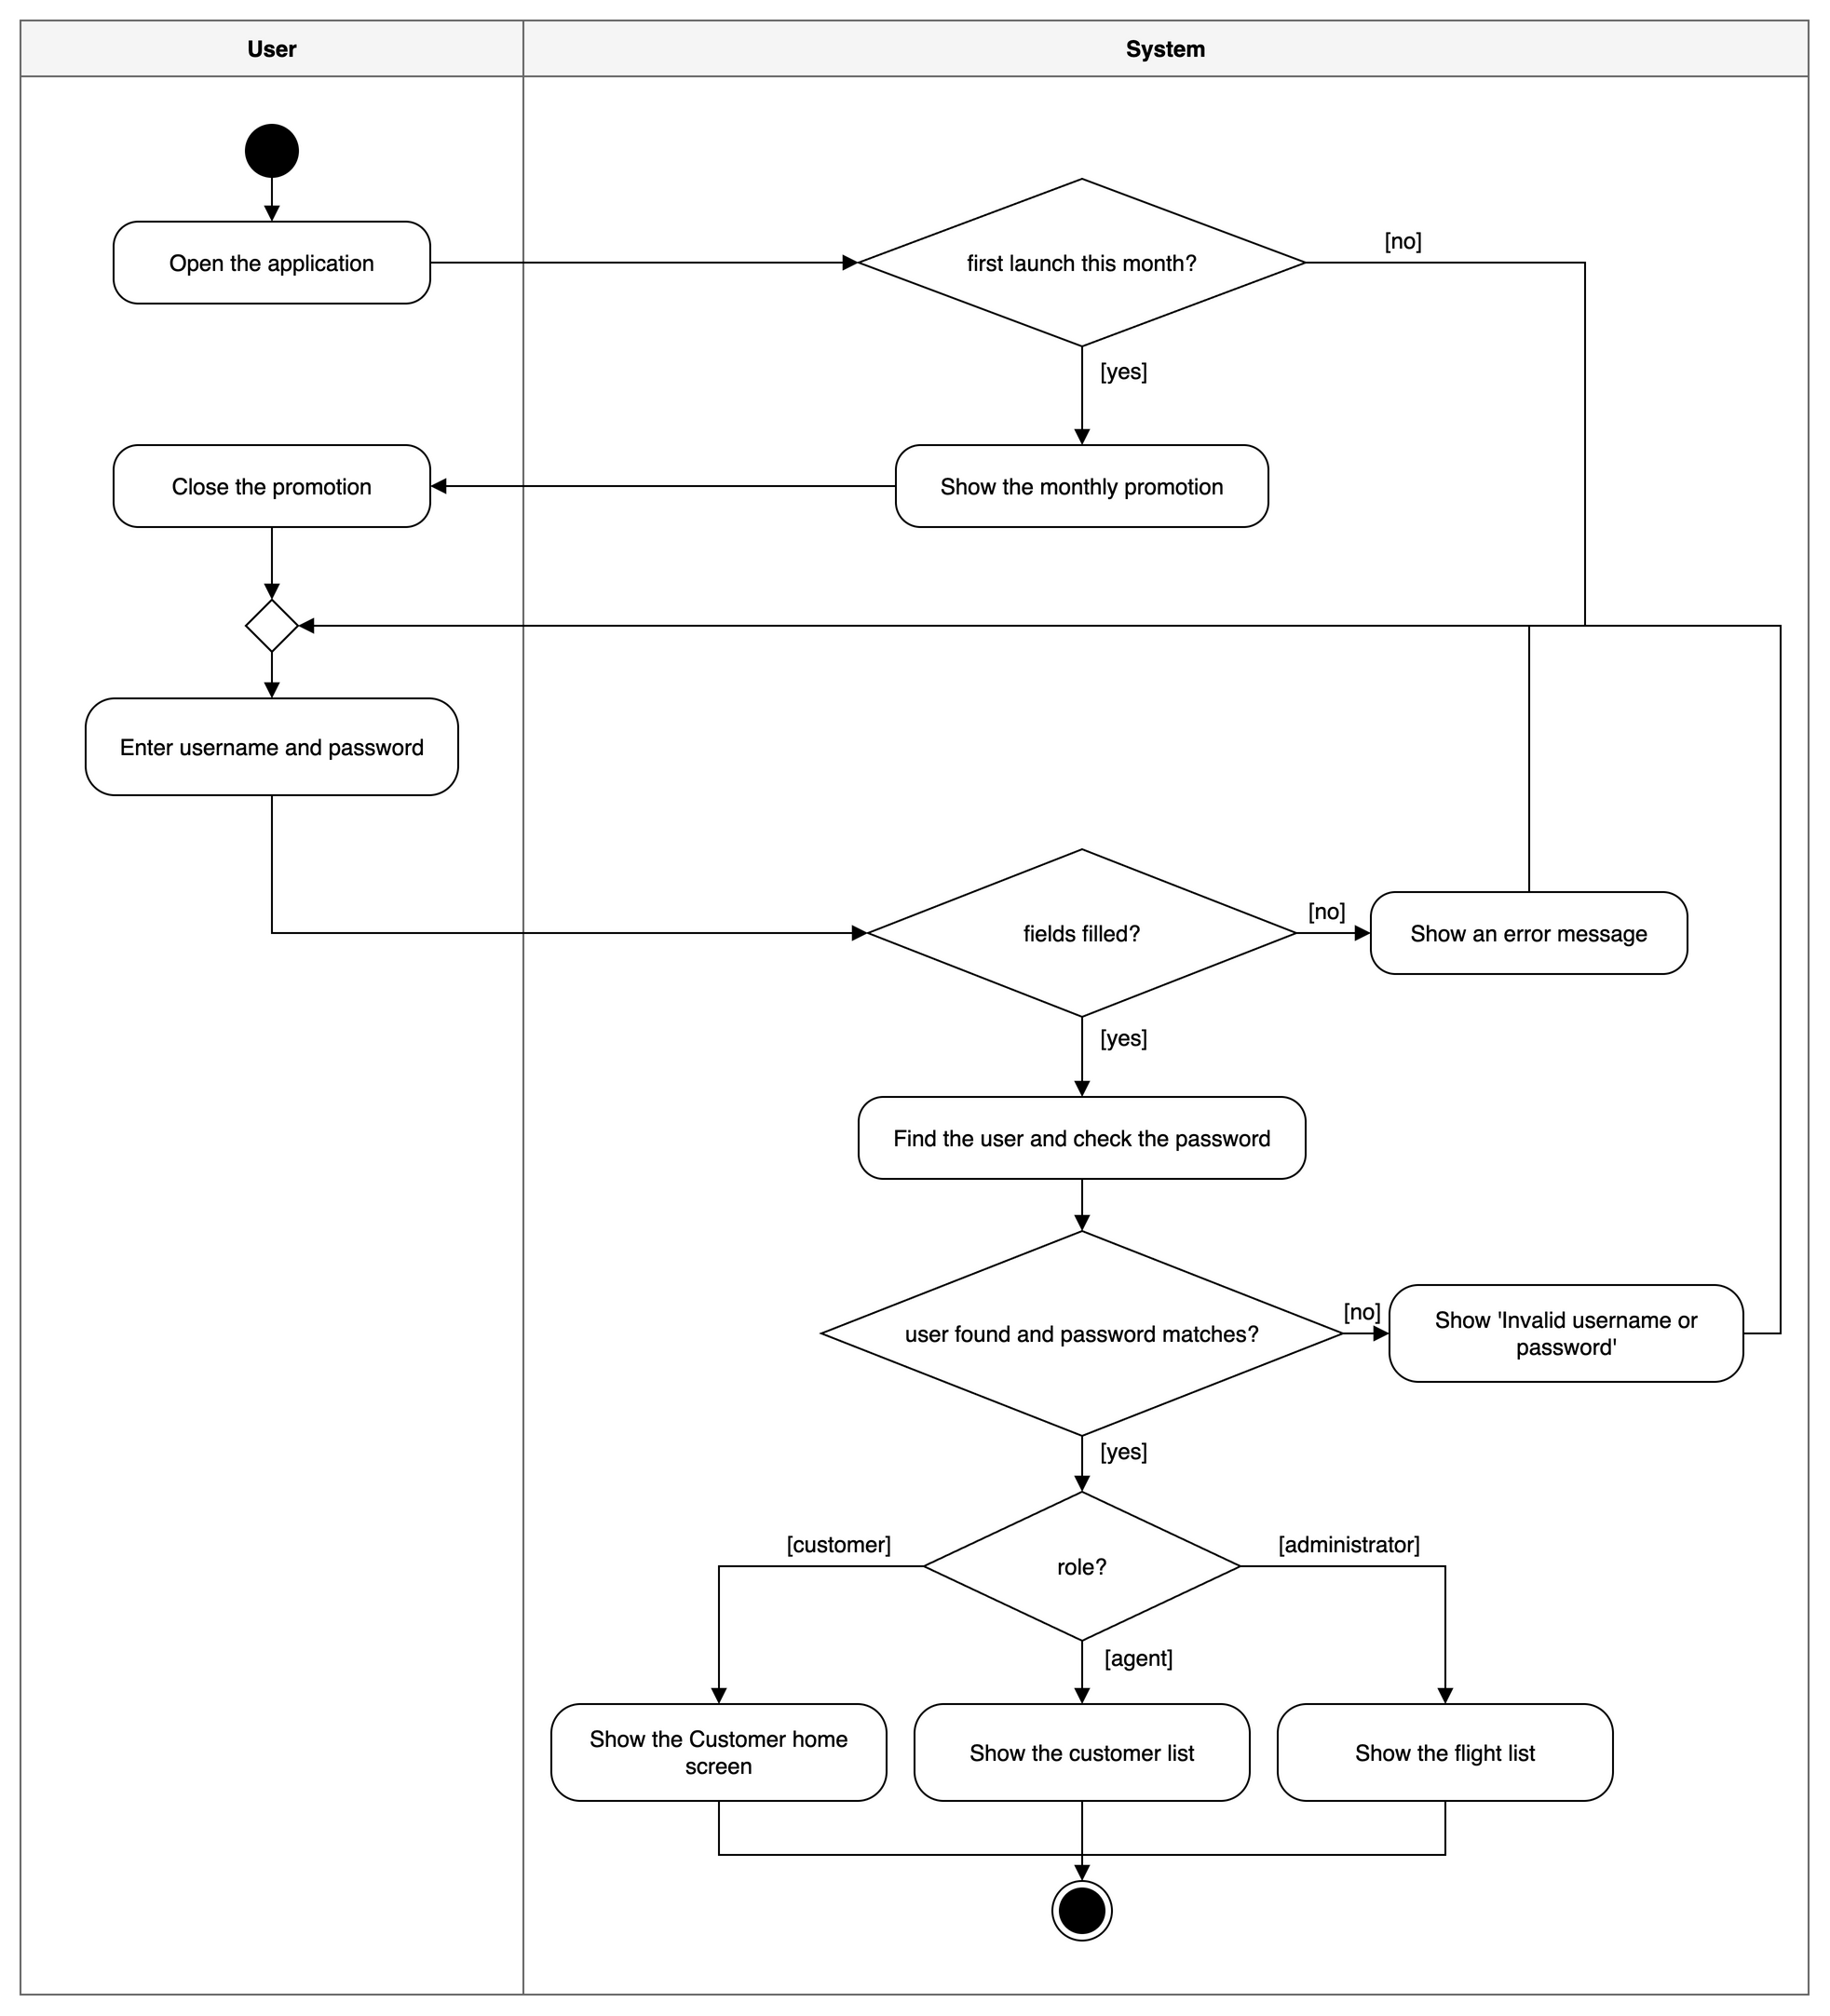 User
System
Open the application
first launch this month?
[no]
[yes]
Close the promotion
Show the monthly promotion
Enter username and password
fields filled?
[no]
Show an error message
[yes]
Find the user and check the password
user found and password matches?
[no]
Show 'Invalid username or
password'
[yes]
[customer]
role?
[administrator]
[agent]
Show the Customer home
screen
Show the customer list
Show the flight list